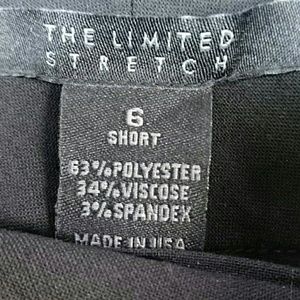 THE LIMITED
STRETCH
6
SHORT
63%POLYESTER
34%VISCOSE
3%SPANDEX
MADE IN USA